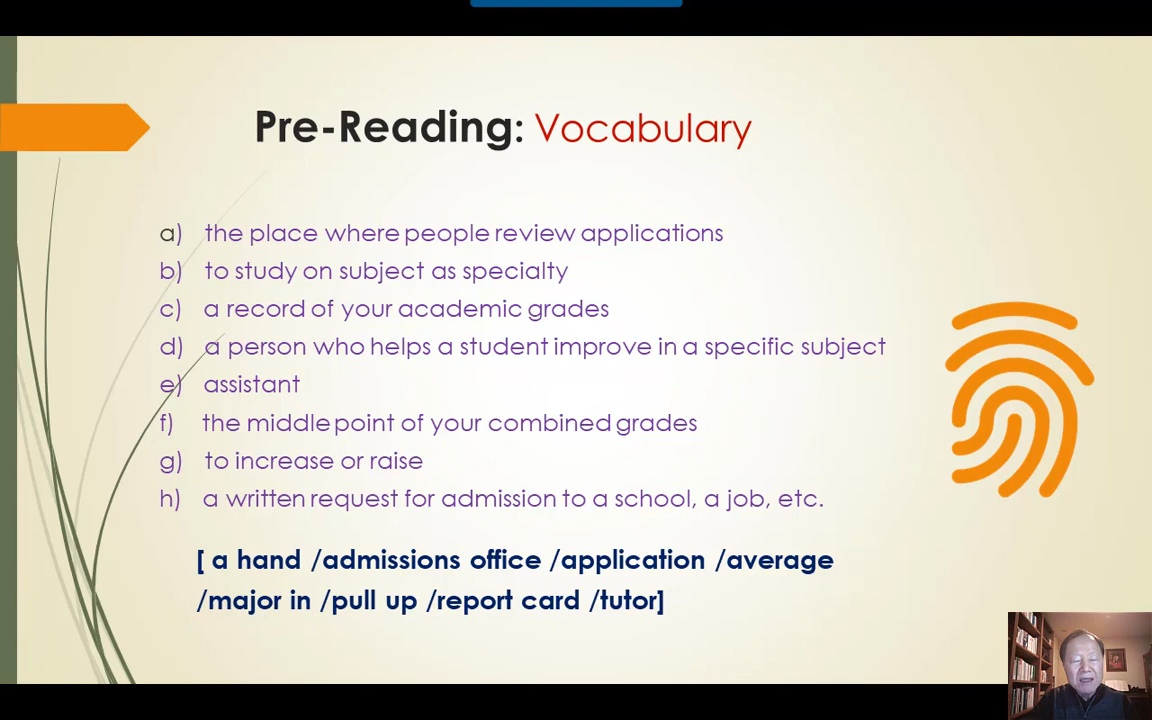 Pre-Reading: Vocabulary
a) the place where people review applications
b) to study on subject as specialty
c) a record of your academic grades
d) a person who helps a student improve in a specific subject
e) assistant
f) the middle point of your combined grades
g) to increase or raise
h) a written request for admission to a school, a job, etc.
[ a hand /admissions office /application /average
/major in /pull up /report card /tutor]